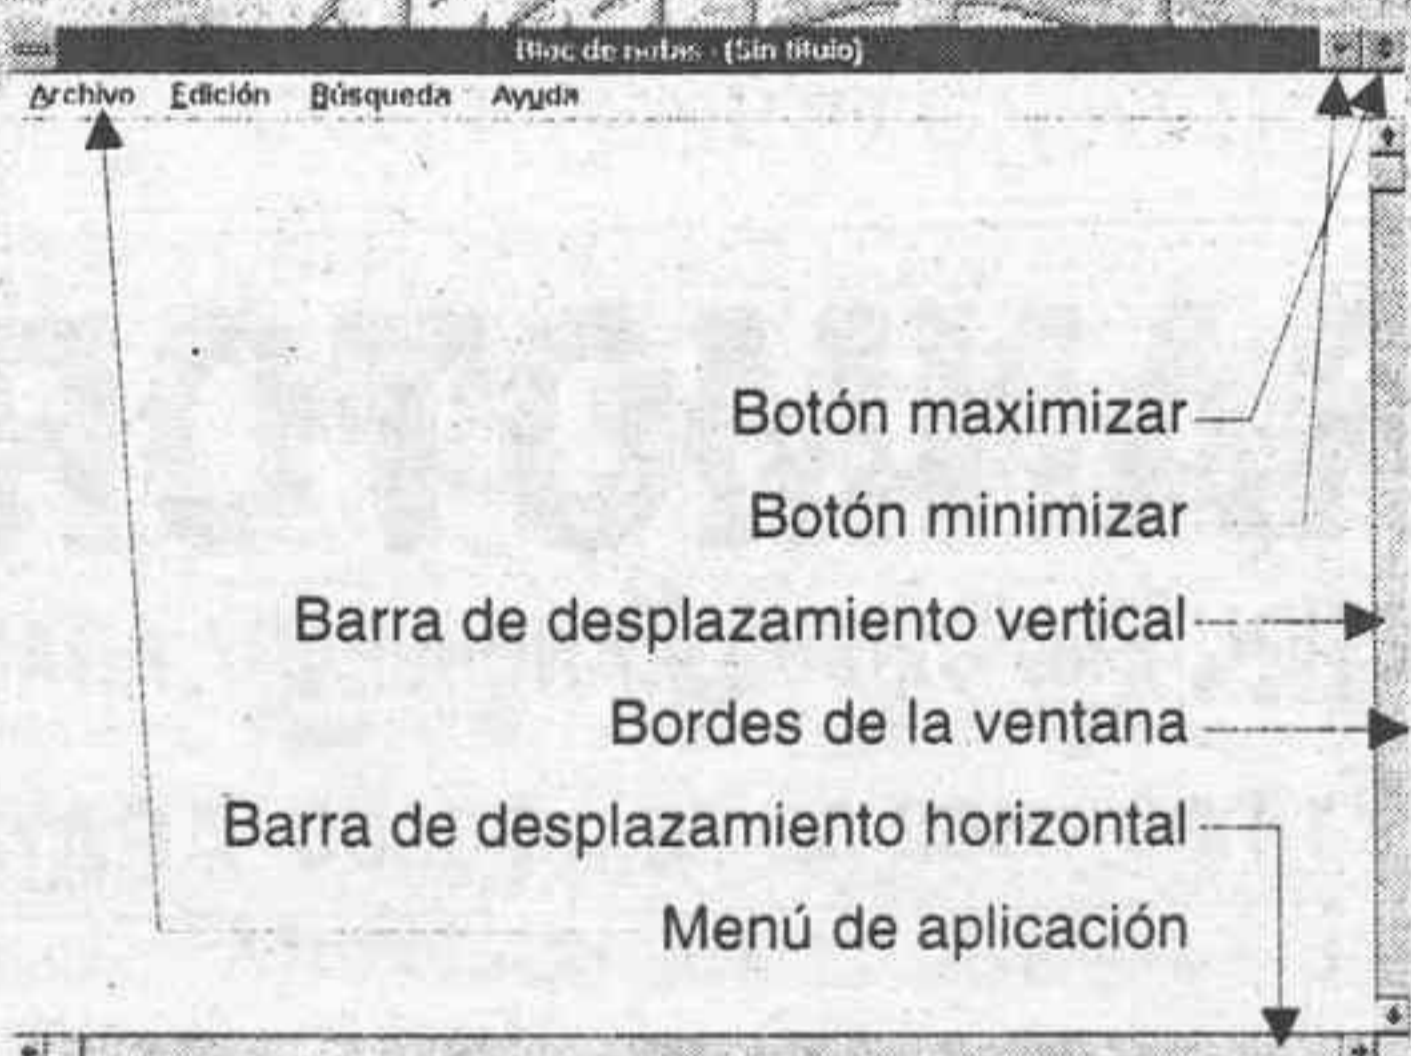 Bloc de notas - (Sin título)
Archivo Edición Búsqueda Ayuda
Botón maximizar
Botón minimizar
Barra de desplazamiento vertical
Bordes de la ventana
Barra de desplazamiento horizontal
Menú de aplicación